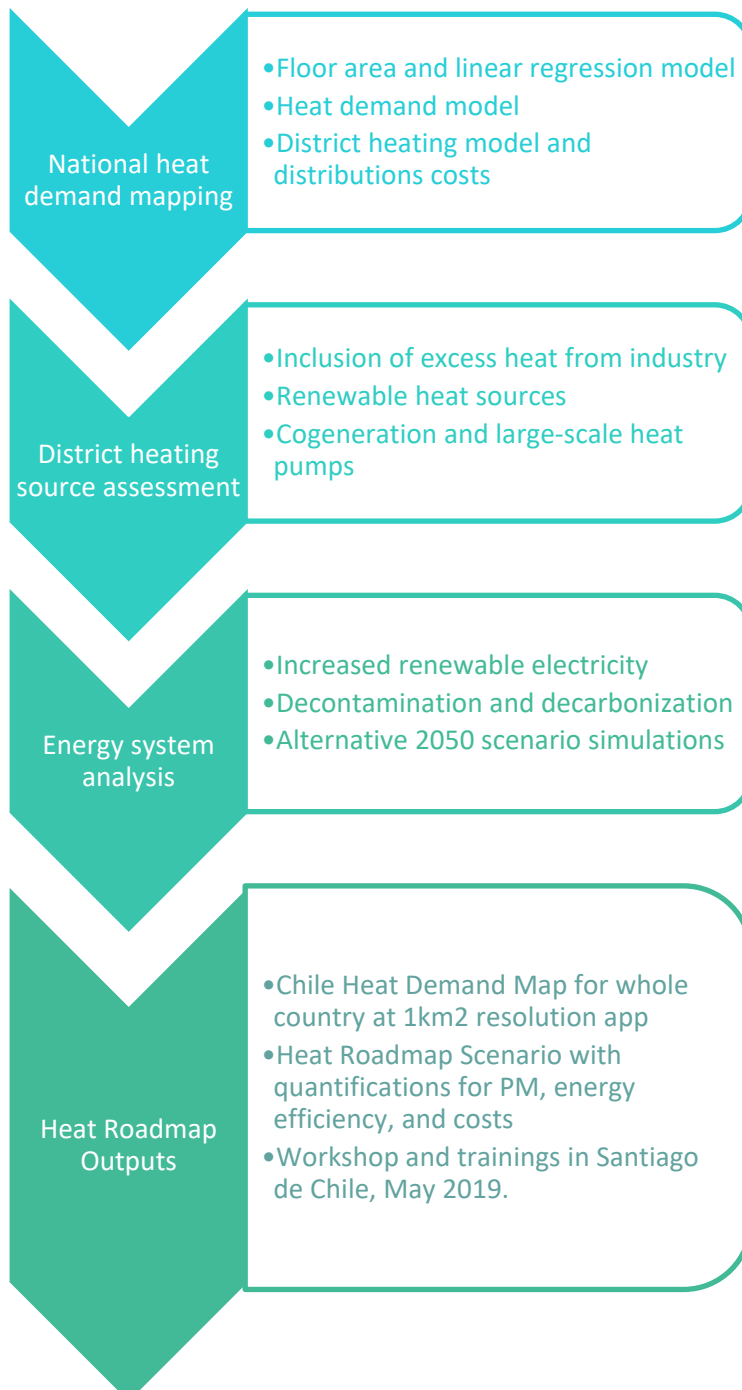 National heat
demand mapping
•Floor area and linear regression model
•Heat demand model
•District heating model and
distributions costs
District heating
source assessment
•Inclusion of excess heat from industry
•Renewable heat sources
•Cogeneration and large-scale heat
pumps
Energy system
analysis
•Increased renewable electricity
•Decontamination and decarbonization
•Alternative 2050 scenario simulations
Heat Roadmap
Outputs
•Chile Heat Demand Map for whole
country at 1km2 resolution app
•Heat Roadmap Scenario with
quantifications for PM, energy
efficiency, and costs
•Workshop and trainings in Santiago
de Chile, May 2019.